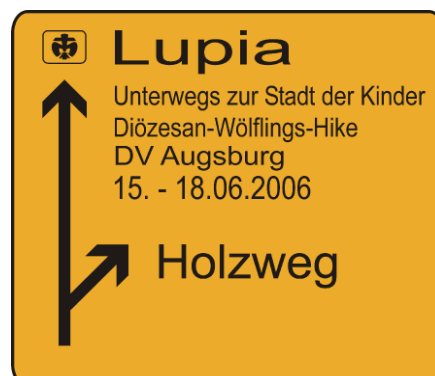 Lupia
Unterwegs zur Stadt der Kinder
Diözesan-Wölflings-Hike
DV Augsburg
15. - 18.06.2006
Holzweg